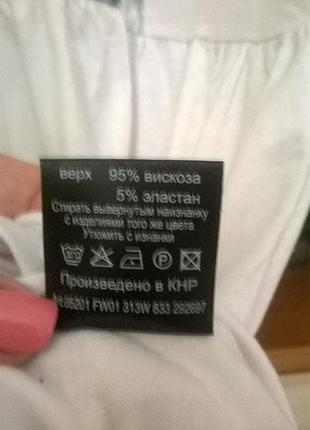 верх 95% вискоза
5% эластан
Стирать вывернутым наизнанку
с изделиями того же цвета
Утюжить с изнанки
P
Произведено в КНР
Art.05201 FW01 313W 833 292697